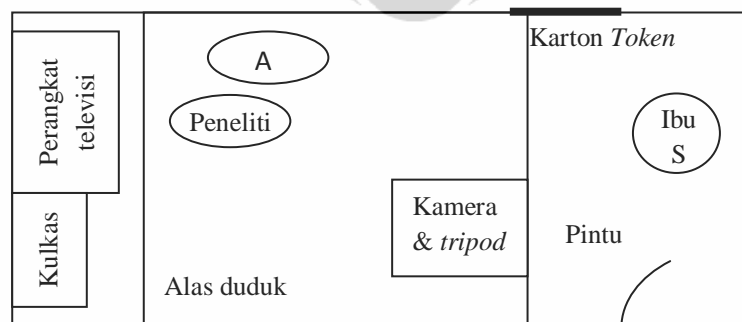 Perangkat
televisi
Kulkas
A
Peneliti
Alas duduk
Kamera
& tripod
Karton Token
Ibu
S
Pintu